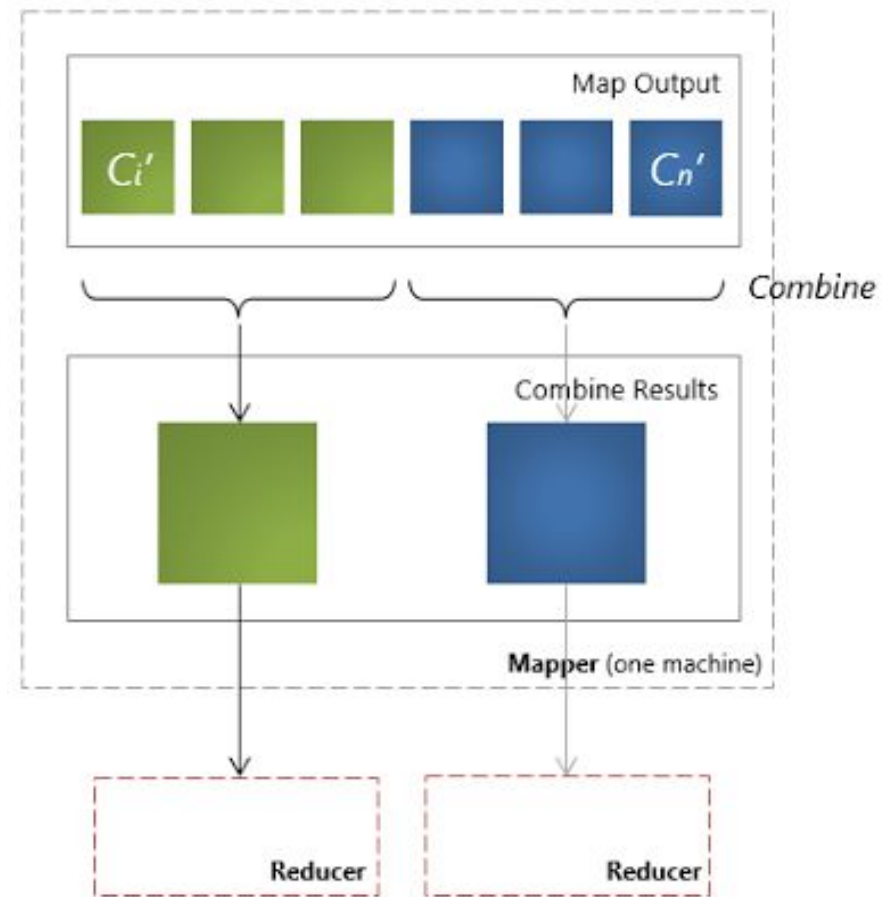 Map Output
Ci′ Cn′
Combine
Combine Results
Mapper (one machine)
Reducer Reducer